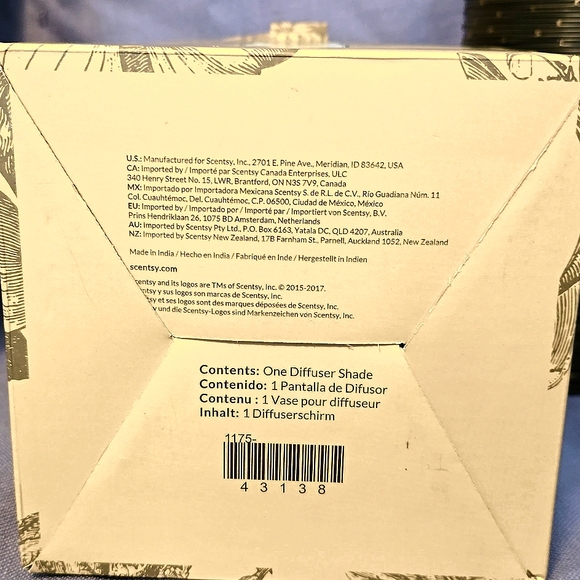 U.S.: Manufactured for Scentsy, Inc., 2701 E. Pine Ave., Meridian, ID 83642, USA
CA: Imported by / Importé par Scentsy Canada Enterprises, ULC
340 Henry Street No. 15, LWR, Brantford, ON N3S 7V9, Canada
MX: Importado por Importadora Mexicana Scentsy S. de R.L. de C.V., Río Guadiana Núm. 11
Col. Cuauhtémoc, Del. Cuauhtémoc, C.P. 06500, Ciudad de México, México
EU: Imported by / Importado por / Importé par / Importiert von Scentsy, B.V.
Prins Hendriklaan 26, 1075 BD Amsterdam, Netherlands
AU: Imported by Scentsy Pty Ltd., P.O. Box 6163, Yatala DC, QLD 4207, Australia
NZ: Imported by Scentsy New Zealand, 17B Farnham St., Parnell, Auckland 1052, New Zealand
Made in India / Hecho en India / Fabriqué en Inde / Hergestellt in Indien
scentsy.com
entsy and its logos are TMs of Scentsy, Inc. © 2015-2017.
ntsy y sus logos son marcas de Scentsy, Inc.
tsy et ses logos sont des marques déposées de Scentsy, Inc.
y und die Scentsy-Logos sind Markenzeichen von Scentsy, Inc.
Contents: One Diffuser Shade
Contenido: 1 Pantalla de Difusor
Contenu : 1 Vase pour diffuseur
Inhalt: 1 Diffuserschirm
1175-
43138